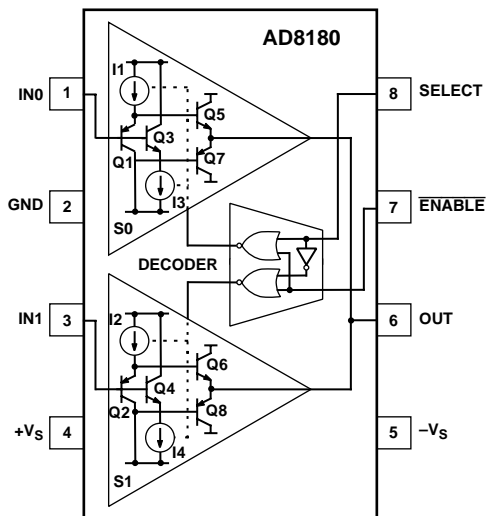 AD8180
IN0
1
I1
Q5
Q3
Q1
Q7
I3
S0
8
SELECT
GND
2
7
ENABLE
DECODER
IN1
3
I2
Q6
Q4
Q2
Q8
I4
S1
6
OUT
+VS
4
5
–VS